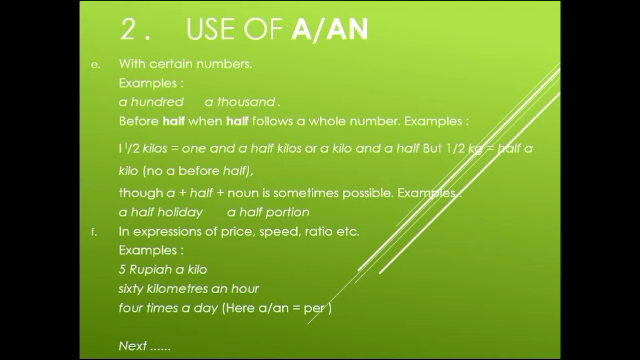 2 . USE OF A/AN
e. With certain numbers.
Examples :
a hundred a thousand .
Before half when half follows a whole number. Examples :
I 1/2 kilos = one and a half kilos or a kilo and a half But 1/2 kg = half a
kilo (no a before half),
though a + half + noun is sometimes possible. Examples :
a half holiday a half portion
f. In expressions of price, speed, ratio etc.
Examples :
5 Rupiah a kilo
sixty kilometres an hour
four times a day (Here a/an = per )
Next ......